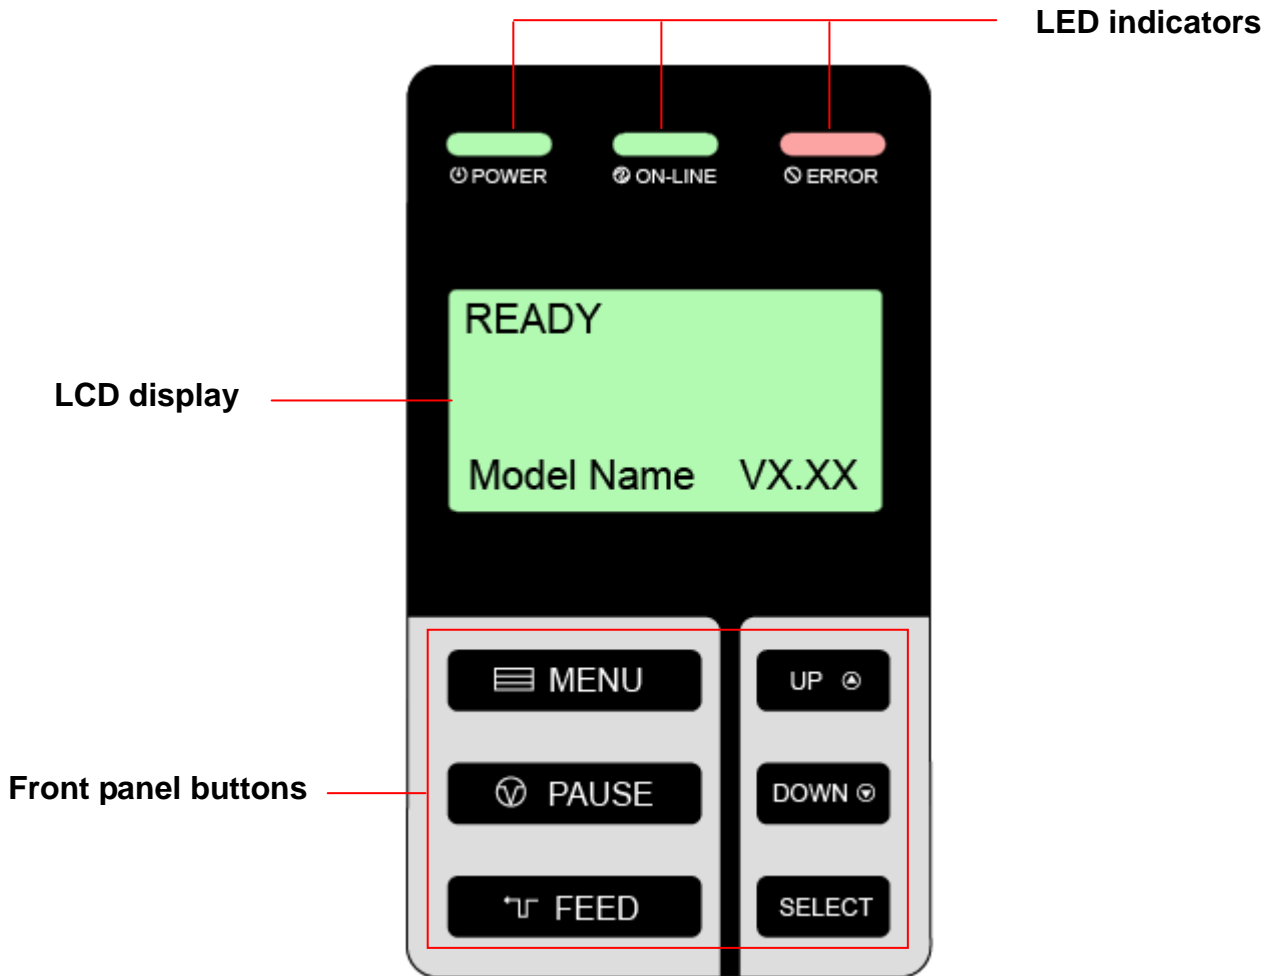 LED indicators
POWER
ON-LINE
ERROR
READY
LCD display
Model Name VX.XX
MENU
UP
Front panel buttons
PAUSE
DOWN
FEED
SELECT